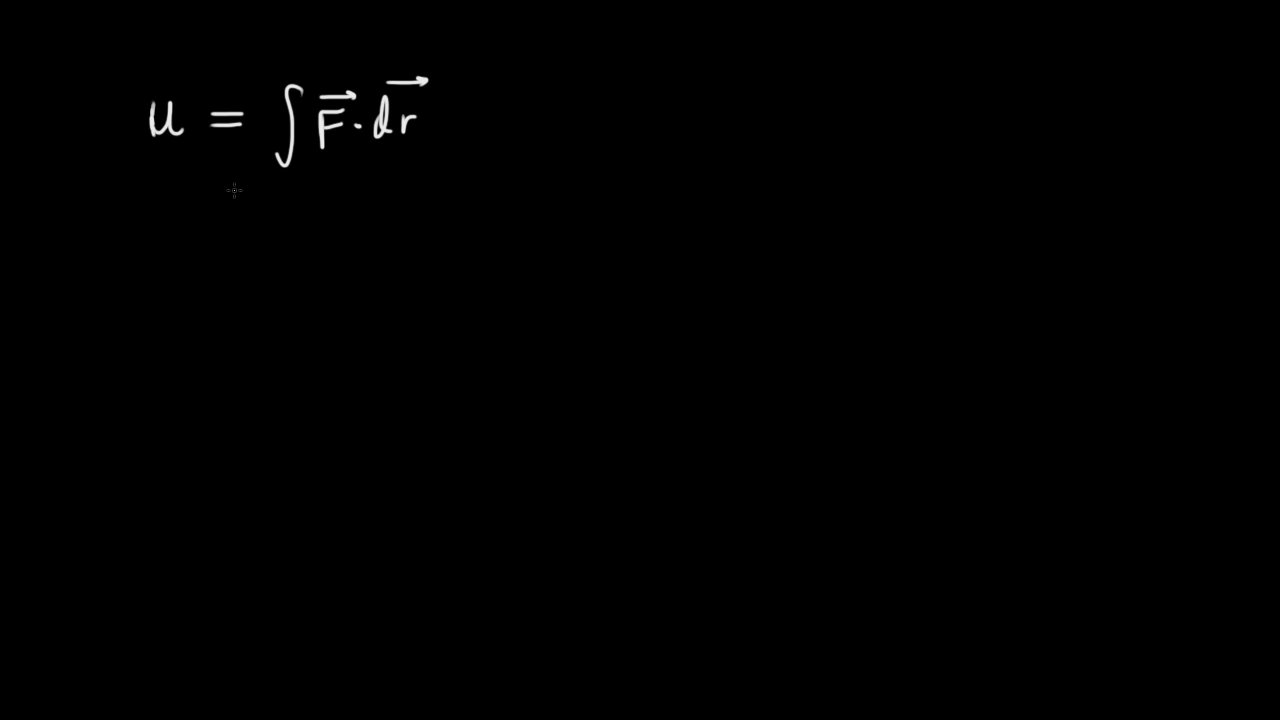 u = ∫ F⃗ · dr⃗